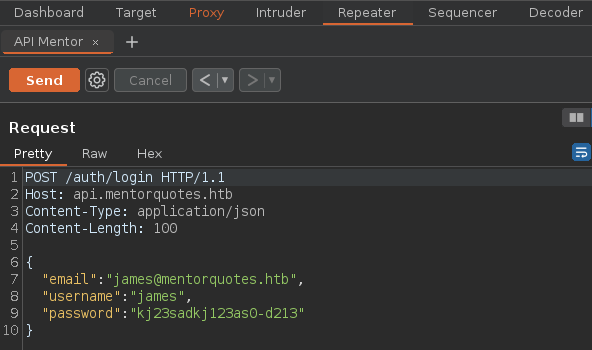 Dashboard Target Proxy Intruder Repeater Sequencer Decoder
API Mentor × +
Send Cancel < ▼ > ▼
Request
Pretty Raw Hex
1 POST /auth/login HTTP/1.1
2 Host: api.mentorquotes.htb
3 Content-Type: application/json
4 Content-Length: 100
5
6 {
7 "email":"james@mentorquotes.htb",
8 "username":"james",
9 "password":"kj23sadkj123as0-d213"
10 }